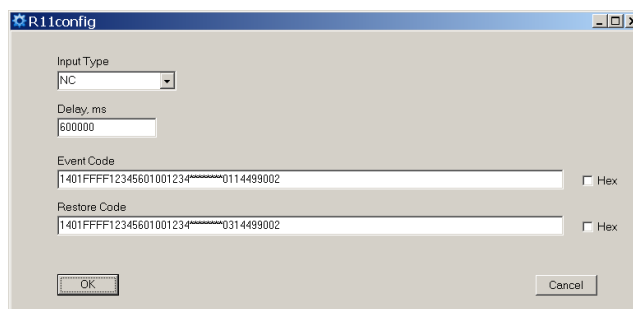 R11config
Input Type
NC
Delay, ms
600000
Event Code
1401FFFF12345601001234********0114499002
Hex
Restore Code
1401FFFF12345601001234********0314499002
Hex
OK
Cancel